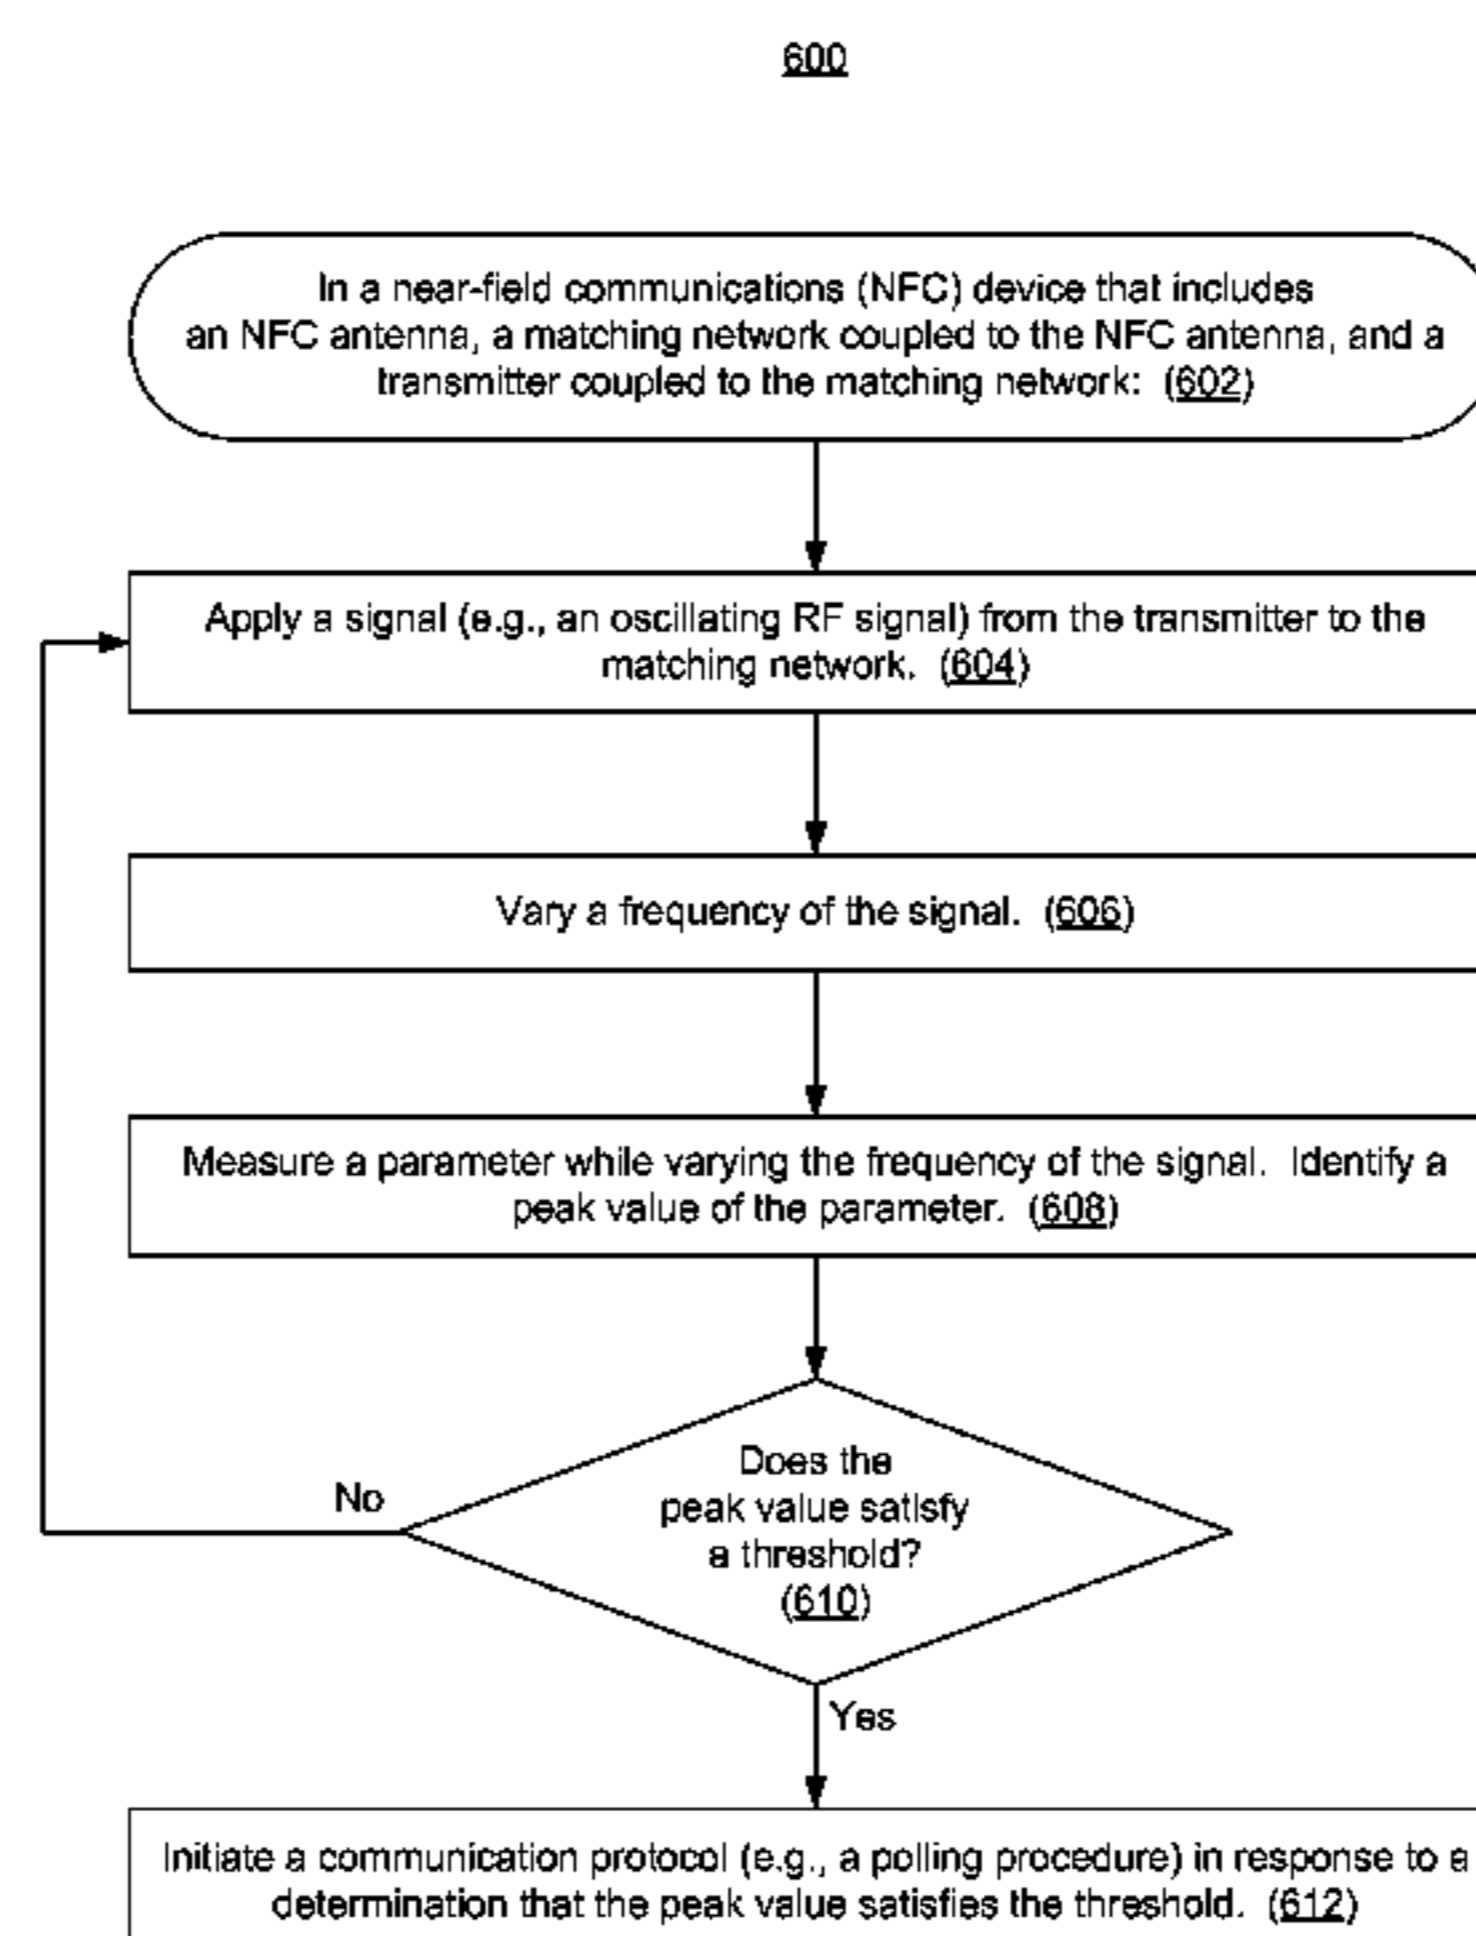 600
In a near-field communications (NFC) device that includes
an NFC antenna, a matching network coupled to the NFC antenna, and a
transmitter coupled to the matching network: (602)
Apply a signal (e.g., an oscillating RF signal) from the transmitter to the
matching network. (604)
Vary a frequency of the signal. (606)
Measure a parameter while varying the frequency of the signal. Identify a
peak value of the parameter. (608)
Does the
peak value satisfy
a threshold?
(610)
No
Yes
Initiate a communication protocol (e.g., a polling procedure) in response to a
determination that the peak value satisfies the threshold. (612)